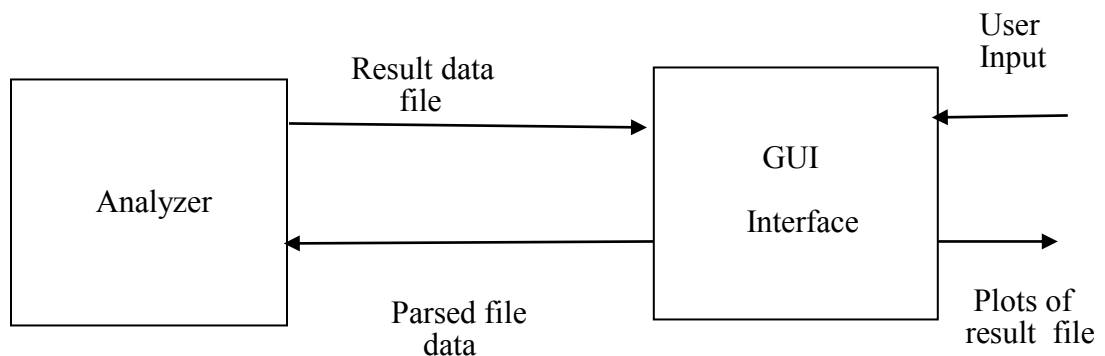 User
Input
Result data
file
GUI
Interface
Analyzer
Parsed file
data
Plots of
result file